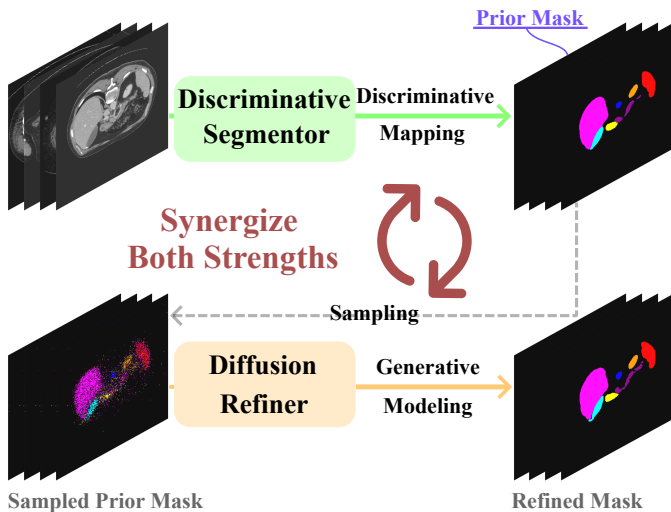 Prior Mask
Discriminative
Segmentor
Discriminative
Mapping
Synergize
Both Strengths
Sampling
Diffusion
Refiner
Generative
Modeling
Sampled Prior Mask
Refined Mask